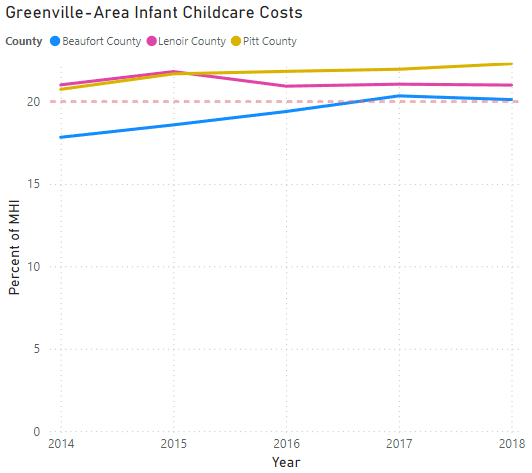 Greenville-Area Infant Childcare Costs
County Beaufort County Lenoir County Pitt County
20
15
10
5
0
Percent of MHI
2014 2015 2016 2017 2018
Year